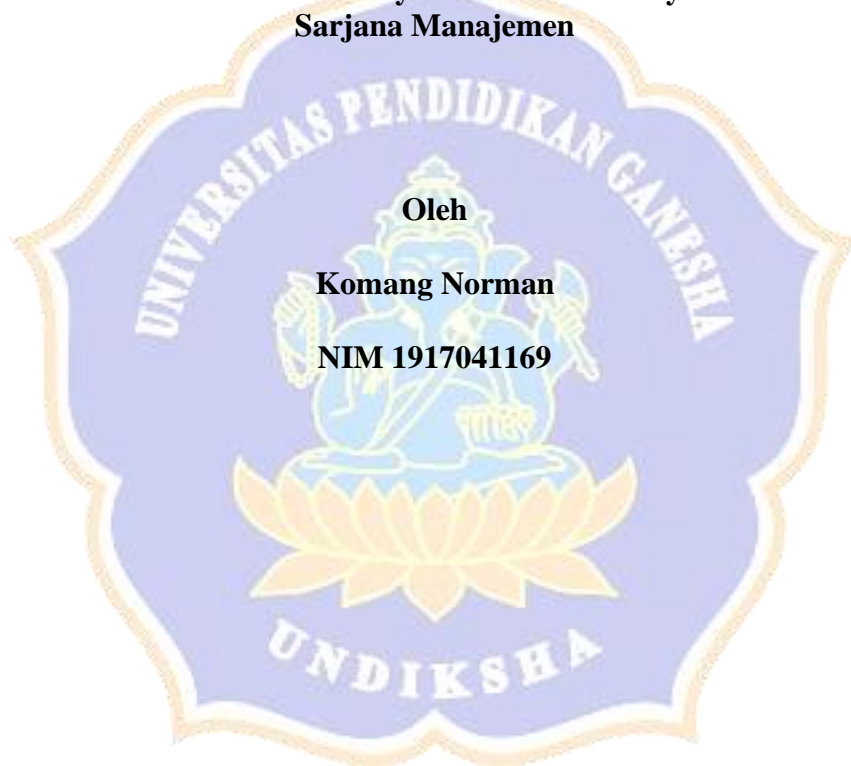 Sarjana Manajemen
UNIVERSITAS PENDIDIKAN GANESHA
Oleh
Komang Norman
NIM 1917041169
UNDIKSHA